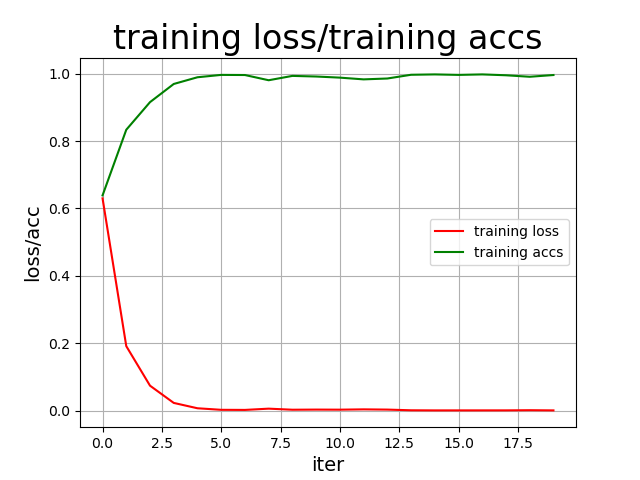 training loss/training accs
1.0
0.8
0.6
0.4
0.2
0.0
loss/acc
training loss
training accs
0.0 2.5 5.0 7.5 10.0 12.5 15.0 17.5
iter